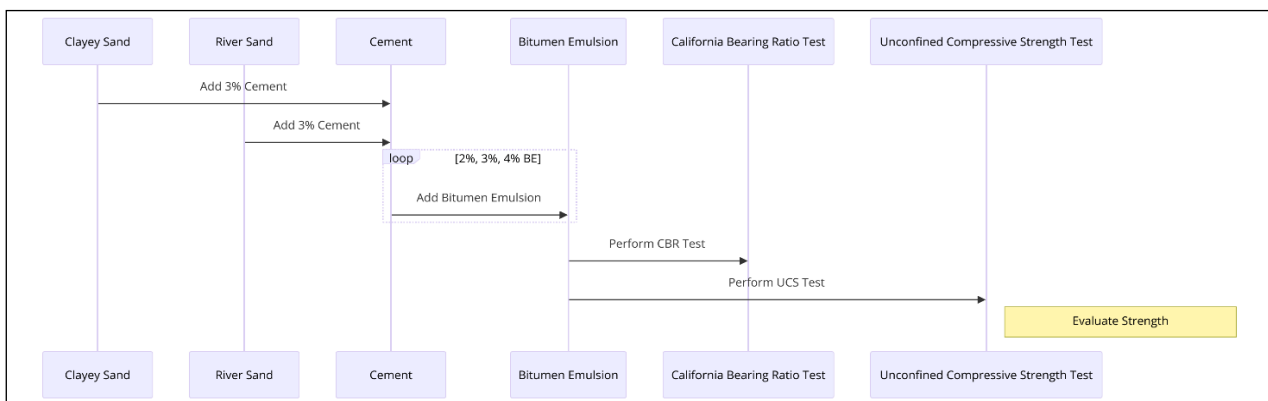 Clayey Sand
River Sand
Cement
Bitumen Emulsion
California Bearing Ratio Test
Unconfined Compressive Strength Test
Add 3% Cement
Add 3% Cement
loop
[2%, 3%, 4% BE]
Add Bitumen Emulsion
Perform CBR Test
Perform UCS Test
Evaluate Strength
Clayey Sand
River Sand
Cement
Bitumen Emulsion
California Bearing Ratio Test
Unconfined Compressive Strength Test